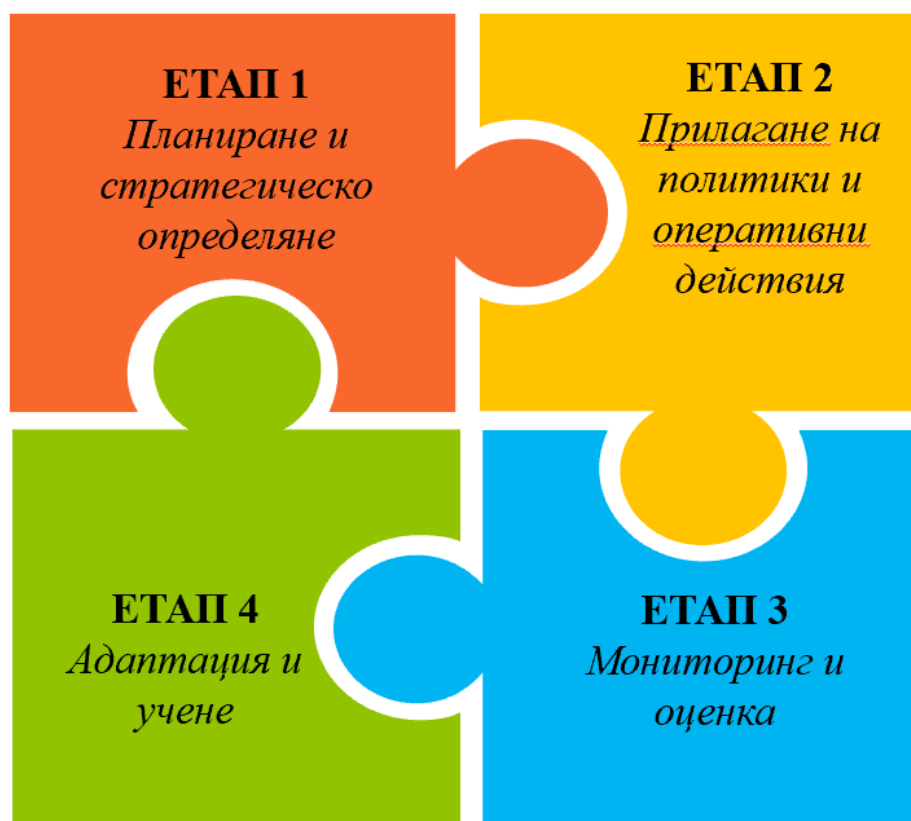 ЕТАП 1
Планиране и
стратегическо
определяне
ЕТАП 2
Прилагане на
политики и
оперативни
действия
ЕТАП 4
Адаптация и
учене
ЕТАП 3
Мониторинг и
оценка